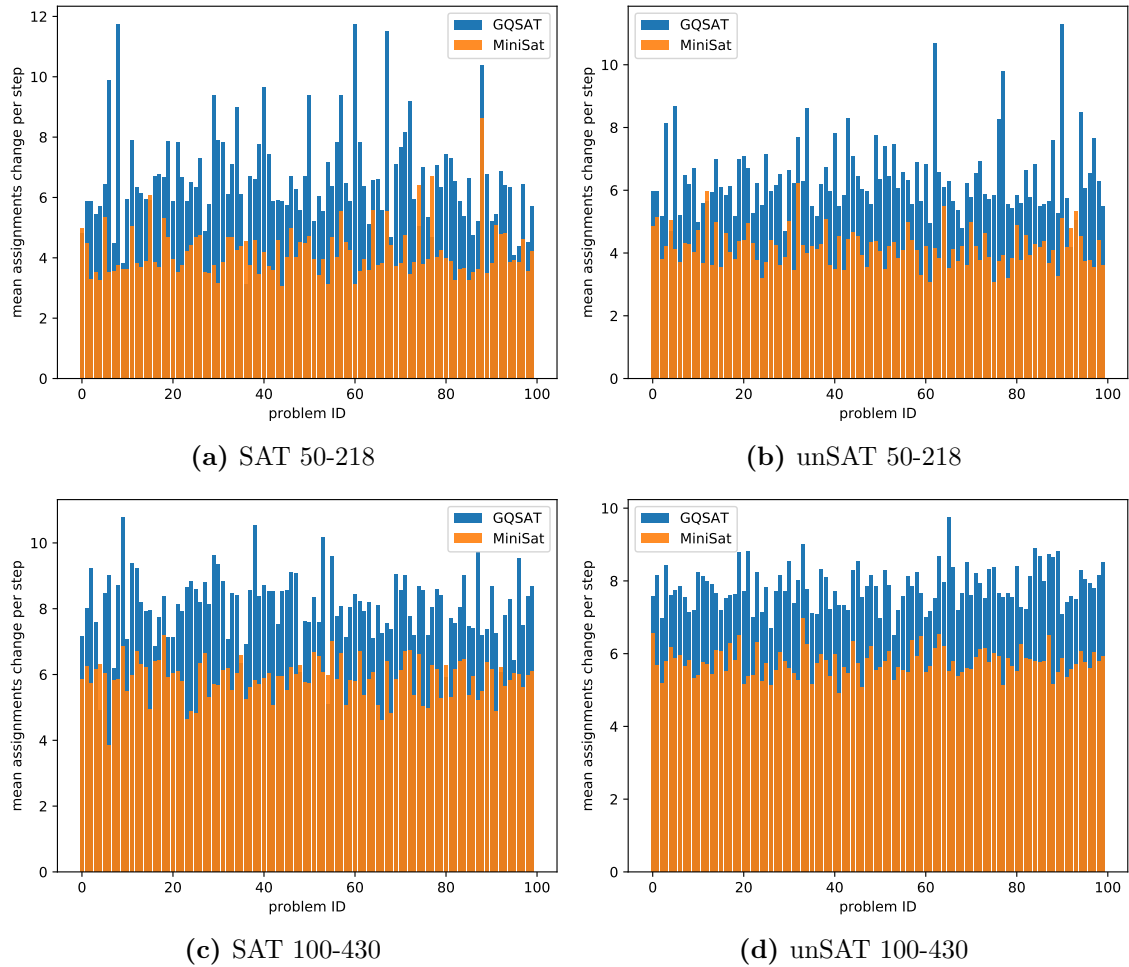 12
10
8
6
4
2
0
mean assignments change per step
GQSAT
MiniSat
0 20 40 60 80 100
problem ID
(a) SAT 50-218
10
8
6
4
2
0
mean assignments change per step
GQSAT
MiniSat
0 20 40 60 80 100
problem ID
(b) unSAT 50-218
10
8
6
4
2
0
mean assignments change per step
GQSAT
MiniSat
0 20 40 60 80 100
problem ID
(c) SAT 100-430
10
8
6
4
2
0
mean assignments change per step
GQSAT
MiniSat
0 20 40 60 80 100
problem ID
(d) unSAT 100-430